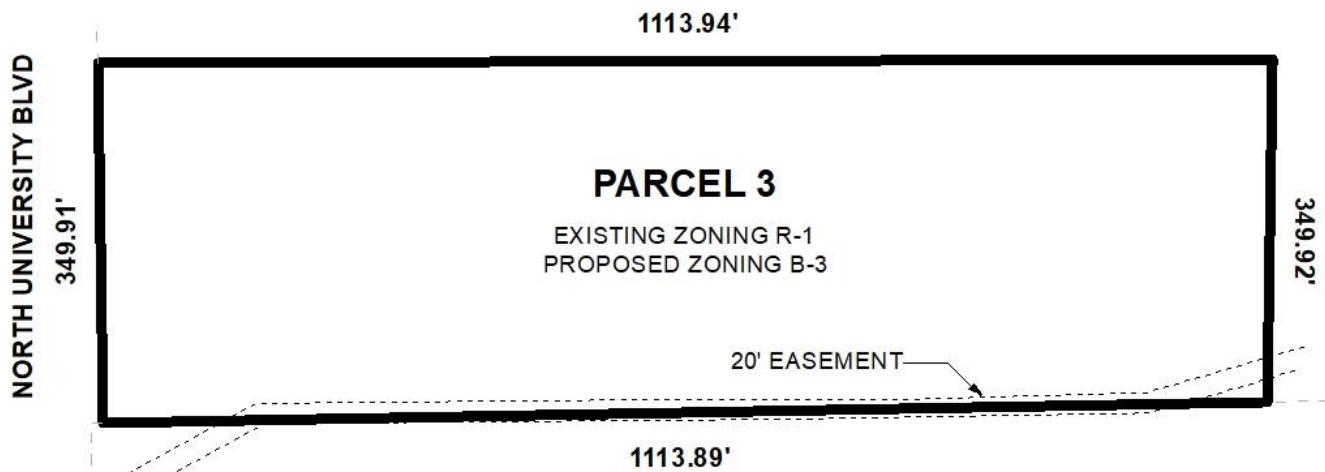 1113.94'
NORTH UNIVERSITY BLVD
349.91'
PARCEL 3
EXISTING ZONING R-1
PROPOSED ZONING B-3
349.92'
20' EASEMENT
1113.89'